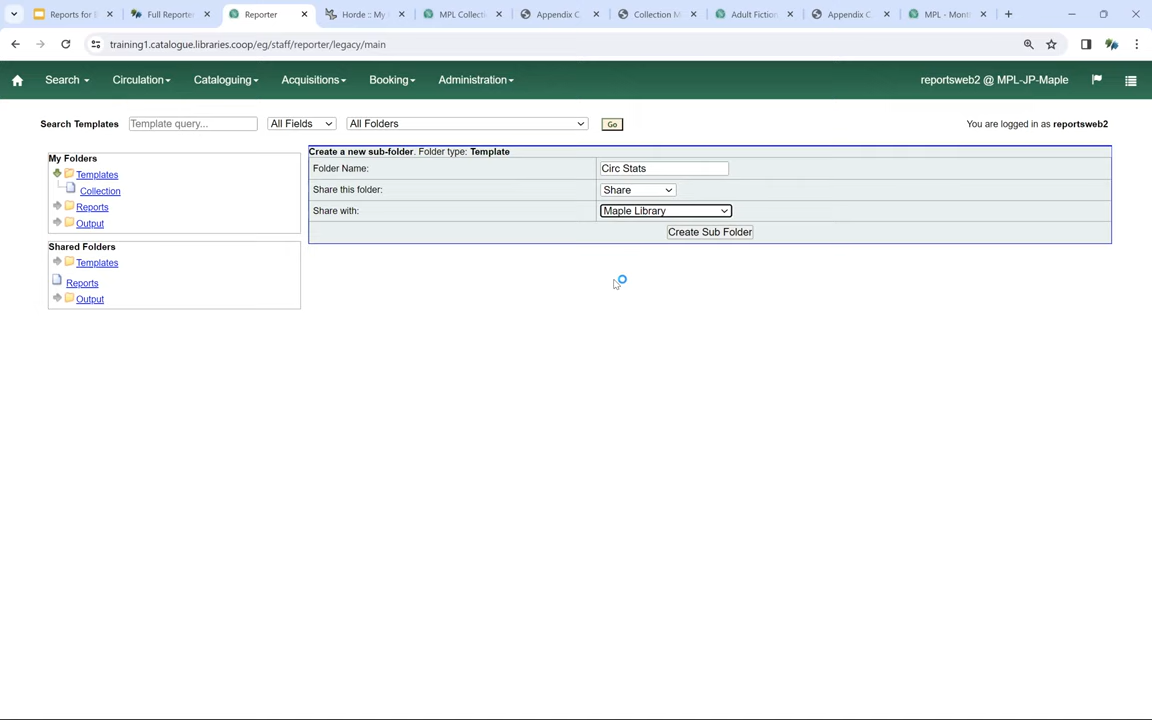 Reports for E
Full Reporter
Reporter
Horde :: My
MPL Collecti
Appendix C.
Collection M
Adult Fiction
Appendix C.
MPL - Mont
training1.catalogue.libraries.coop/eg/staff/reporter/legacy/main
Search
Circulation
Cataloguing
Acquisitions
Booking
Administration
reportsweb2 @ MPL-JP-Maple
Search Templates
Template query...
All Fields
All Folders
Go
You are logged in as reportsweb2
My Folders
Templates
Collection
Reports
Output
Shared Folders
Templates
Reports
Output
Create a new sub-folder. Folder type: Template
Folder Name: Circ Stats
Share this folder: Share
Share with: Maple Library
Create Sub Folder